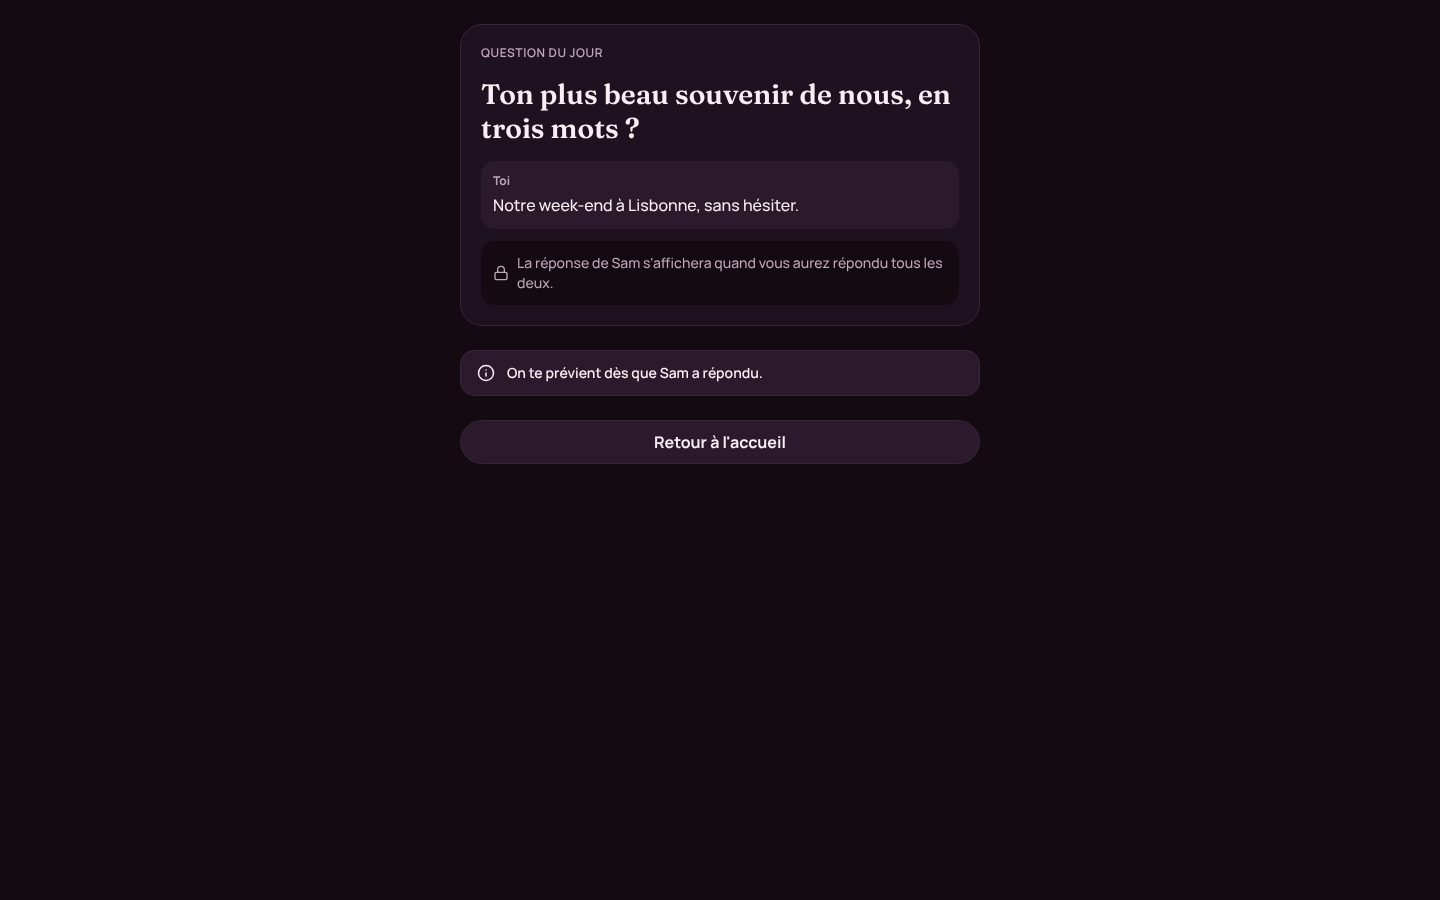 QUESTION DU JOUR
Ton plus beau souvenir de nous, en
trois mots ?
Toi
Notre week-end à Lisbonne, sans hésiter.
La réponse de Sam s'affichera quand vous aurez répondu tous les
deux.
On te prévient dès que Sam a répondu.
Retour à l'accueil